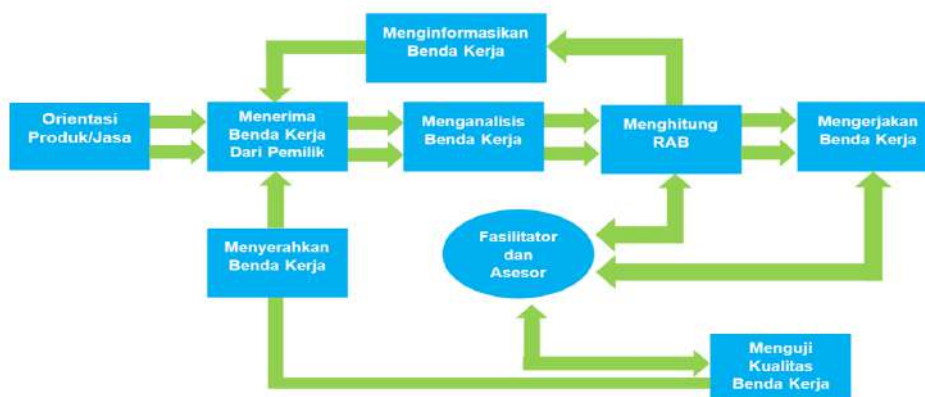 Menginformasikan
Benda Kerja
Orientasi
Produk/Jasa
Menerima
Benda Kerja
Dari Pemilik
Menganalisis
Benda Kerja
Menghitung
RAB
Mengerjakan
Benda Kerja
Menyerahkan
Benda Kerja
Fasilitator
dan
Asesor
Menguji
Kualitas
Benda Kerja